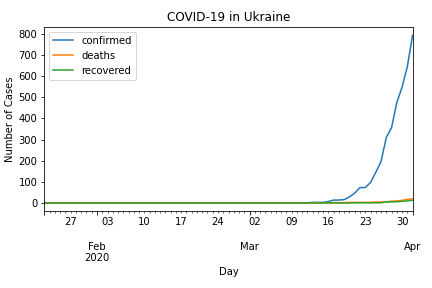 COVID-19 in Ukraine
confirmed
deaths
recovered
Number of Cases
800
700
600
500
400
300
200
100
0
27 03 10 17 24 02 09 16 23 30
Feb Mar Apr
2020
Day